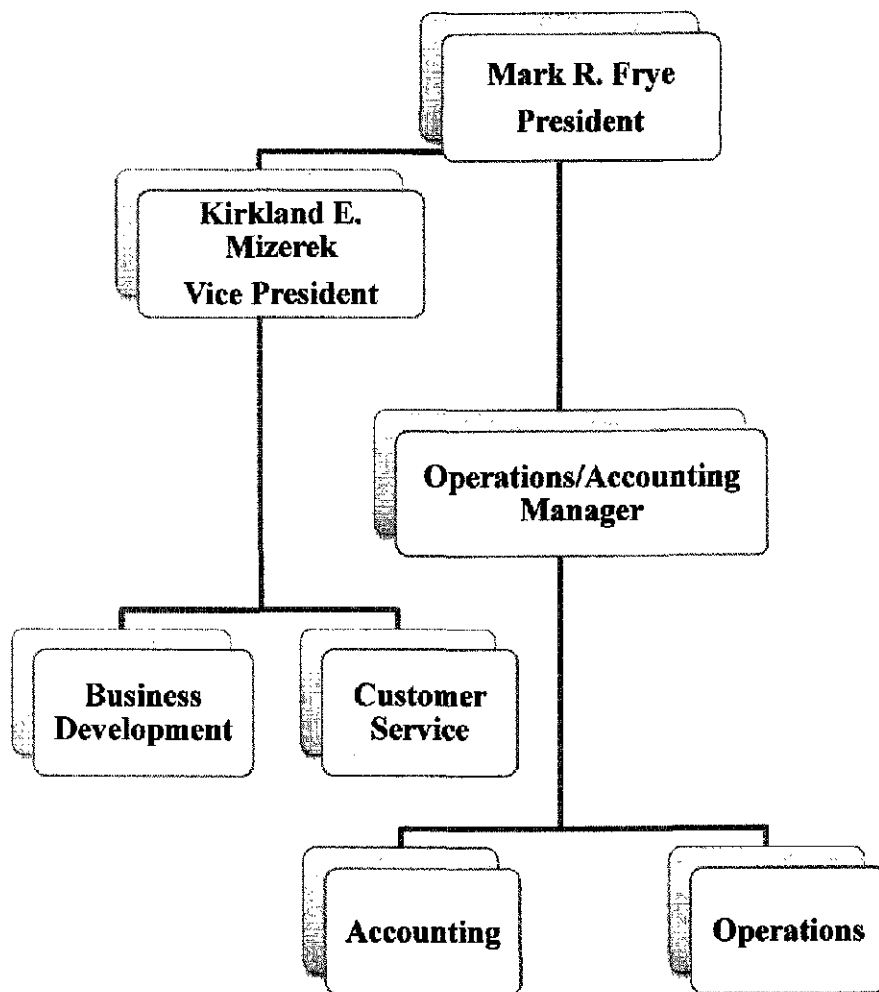 Mark R. Frye
President
Kirkland E.
Mizerek
Vice President
Operations/Accounting
Manager
Business
Development
Customer
Service
Accounting
Operations